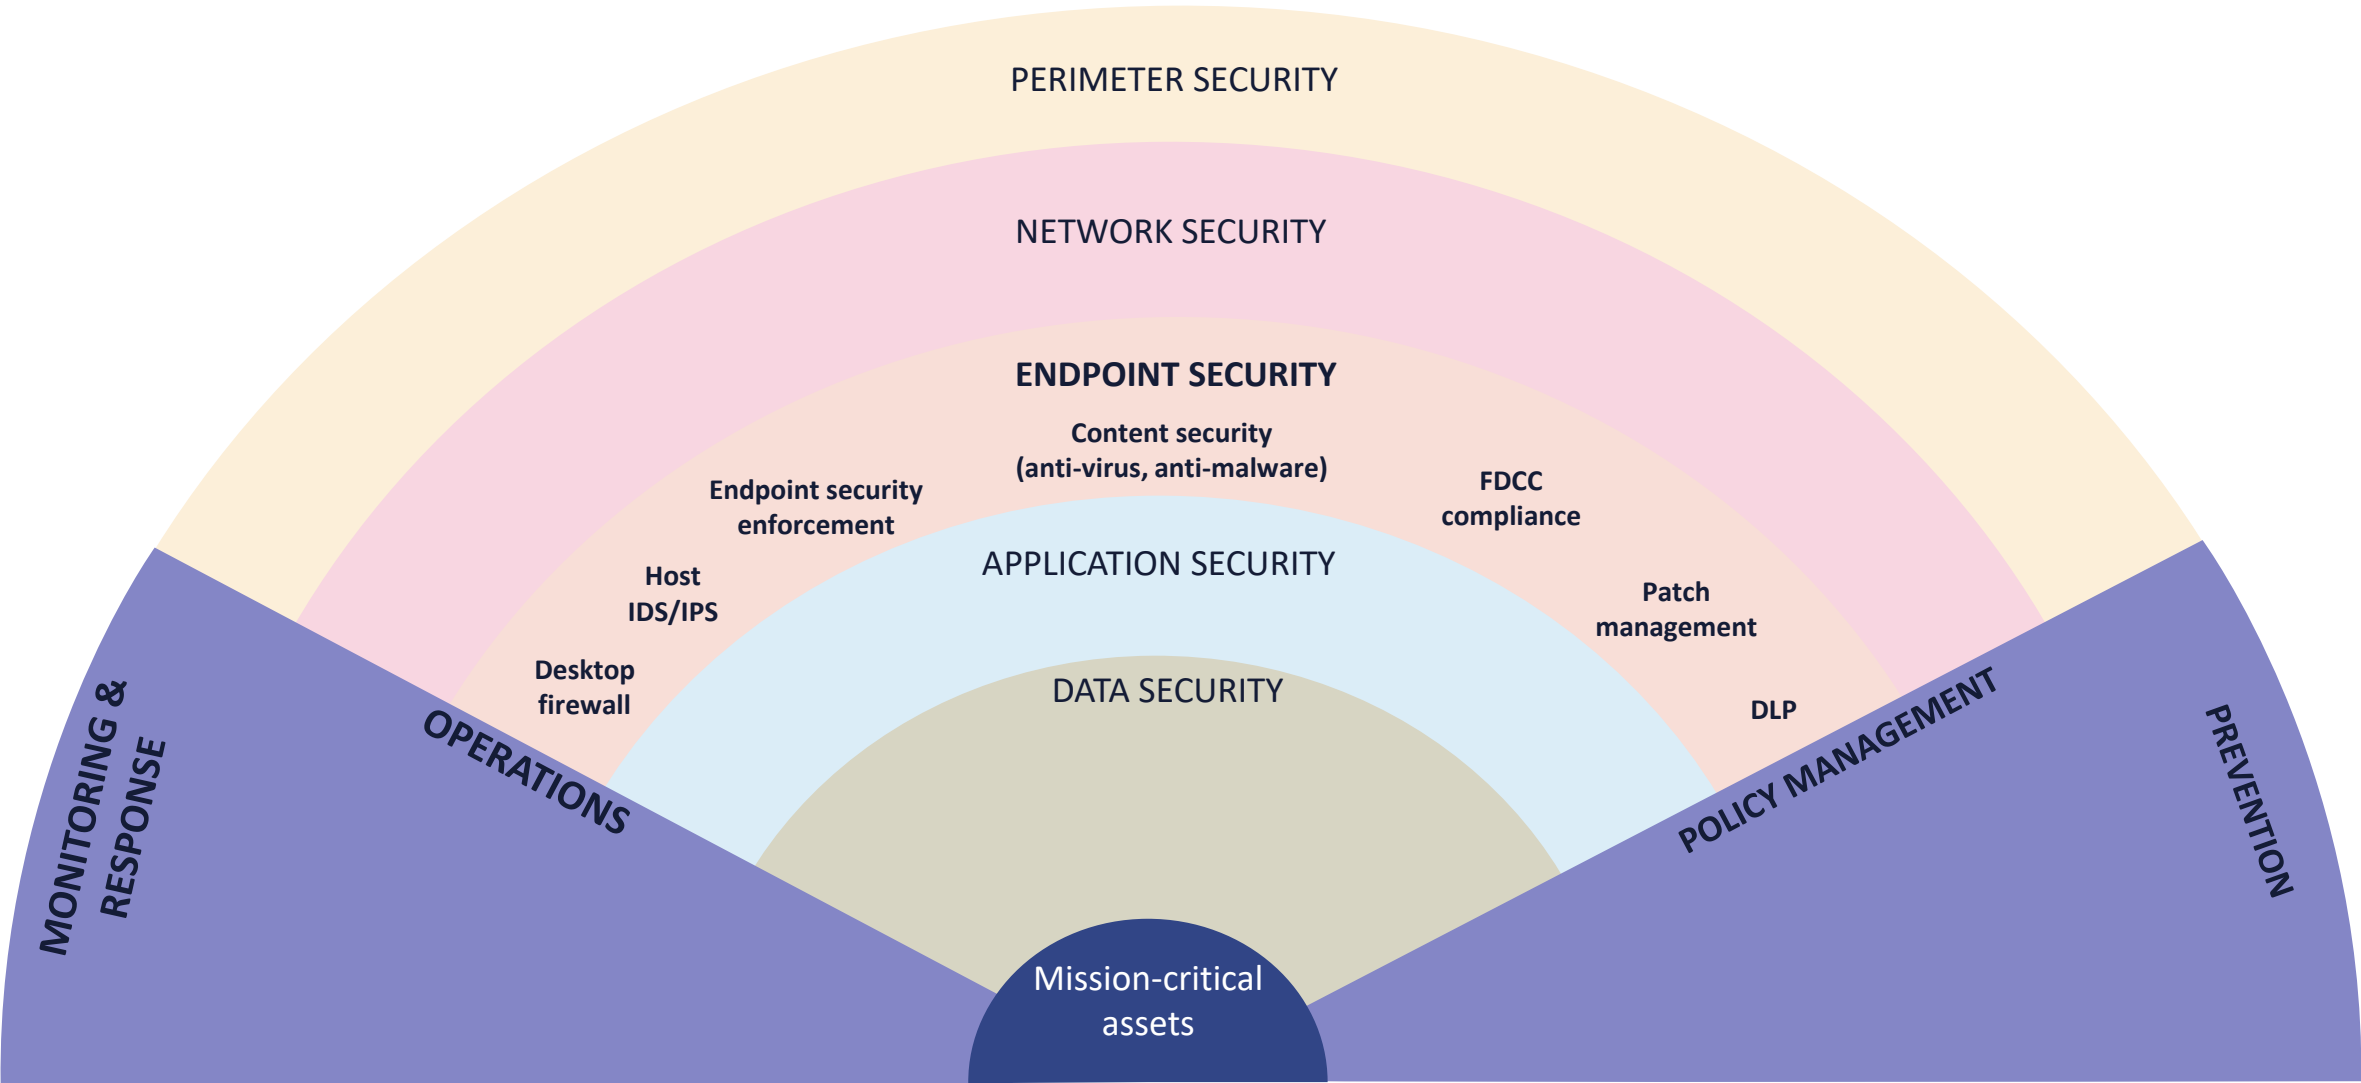 PERIMETER SECURITY
NETWORK SECURITY
ENDPOINT SECURITY
Content security
(anti-virus, anti-malware)
Endpoint security
enforcement
FDCC
compliance
Host
IDS/IPS
Patch
management
Desktop
firewall
DLP
APPLICATION SECURITY
DATA SECURITY
MONITORING &
RESPONSE
OPERATIONS
POLICY MANAGEMENT
PREVENTION
Mission-critical
assets